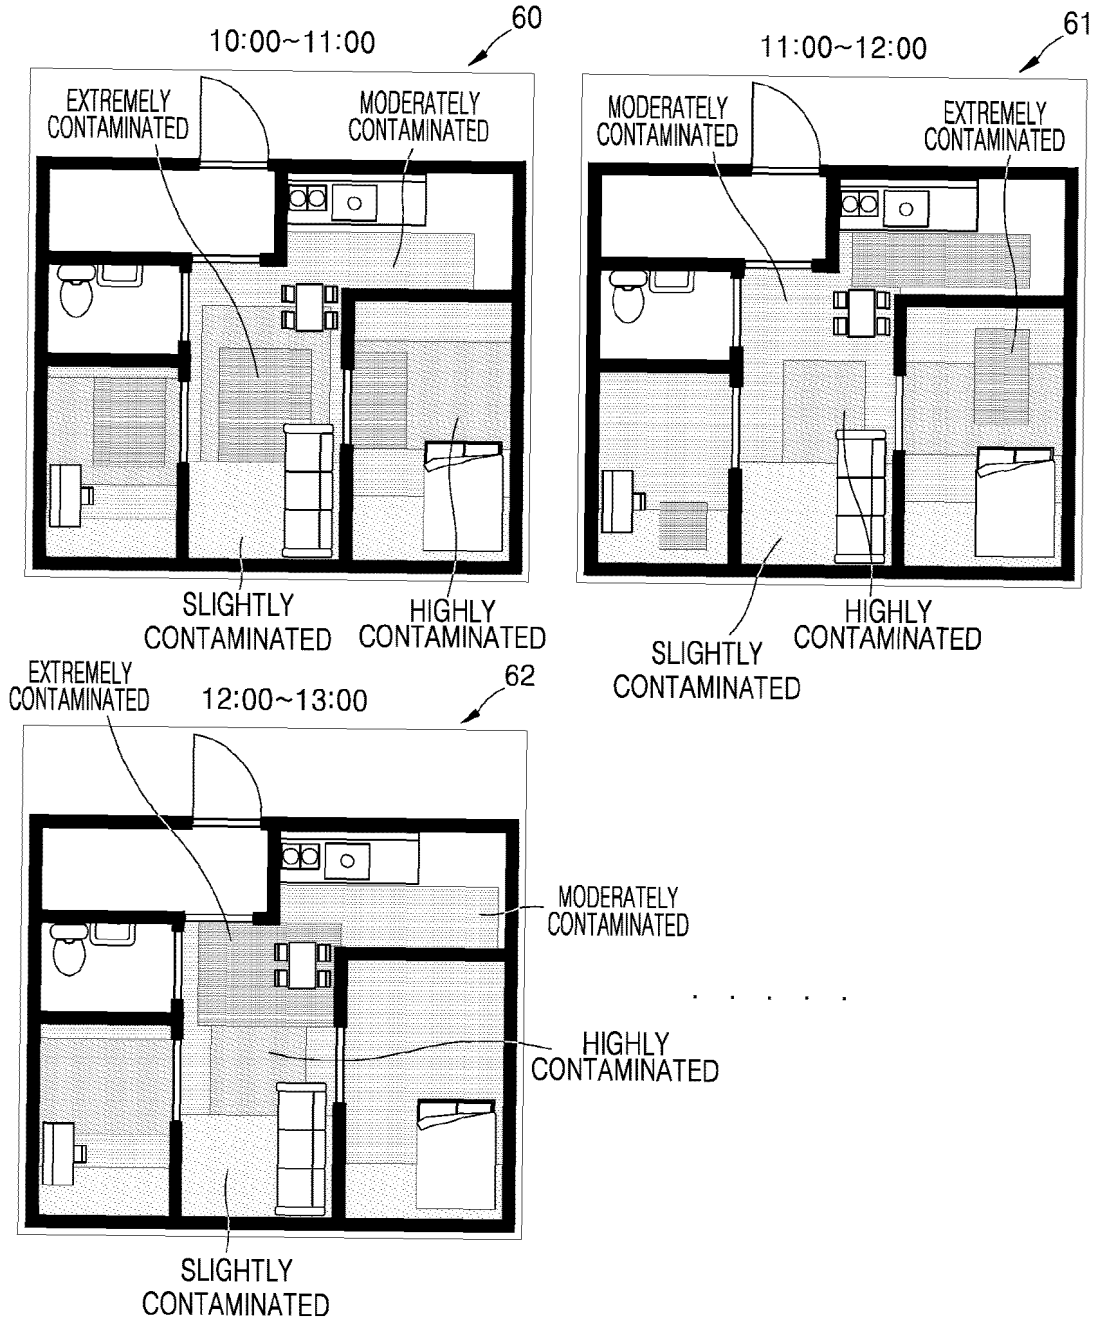 60
10:00~11:00
EXTREMELY
CONTAMINATED
MODERATELY
CONTAMINATED
SLIGHTLY
CONTAMINATED
HIGHLY
CONTAMINATED
61
11:00~12:00
MODERATELY
CONTAMINATED
EXTREMELY
CONTAMINATED
HIGHLY
CONTAMINATED
SLIGHTLY
CONTAMINATED
EXTREMELY
CONTAMINATED
12:00~13:00
62
MODERATELY
CONTAMINATED
. . . . .
HIGHLY
CONTAMINATED
SLIGHTLY
CONTAMINATED